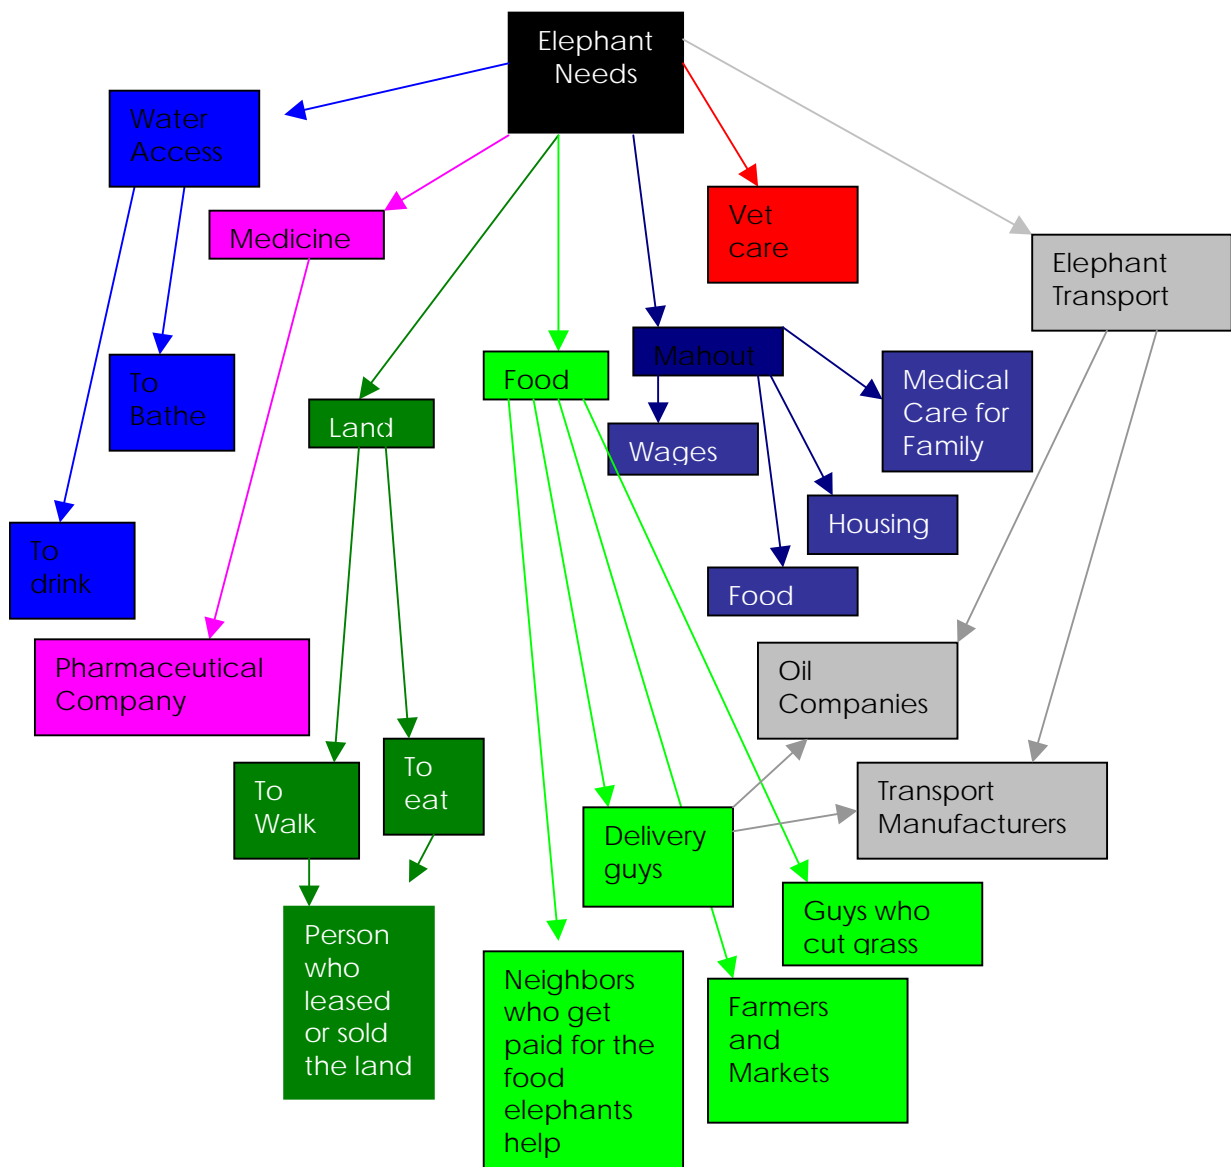 Elephant
Needs
Water
Access
Medicine
Vet
care
Elephant
Transport
To
Bathe
Land
Food
Mahout
Wages
Medical
Care for
Family
Housing
Food
To
drink
Pharmaceutical
Company
Oil
Companies
To
Walk
To
eat
Delivery
guys
Transport
Manufacturers
Guys who
cut grass
Person
who
leased
or sold
the land
Neighbors
who get
paid for the
food
elephants
help
Farmers
and
Markets